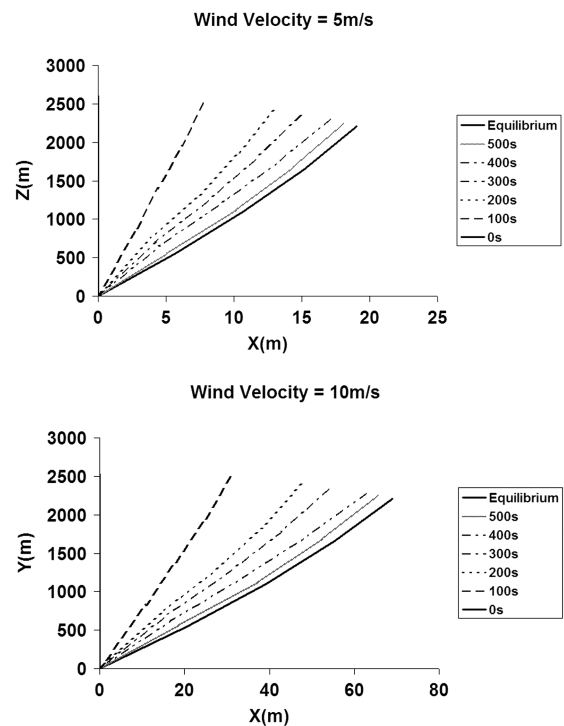 Wind Velocity = 5m/s
3000
2500
2000
1500
1000
500
0
Z(m)
0 5 10 15 20 25
X(m)
Equilibrium
500s
400s
300s
200s
100s
0s
Wind Velocity = 10m/s
3000
2500
2000
1500
1000
500
0
Y(m)
0 20 40 60 80
X(m)
Equilibrium
500s
400s
300s
200s
100s
0s